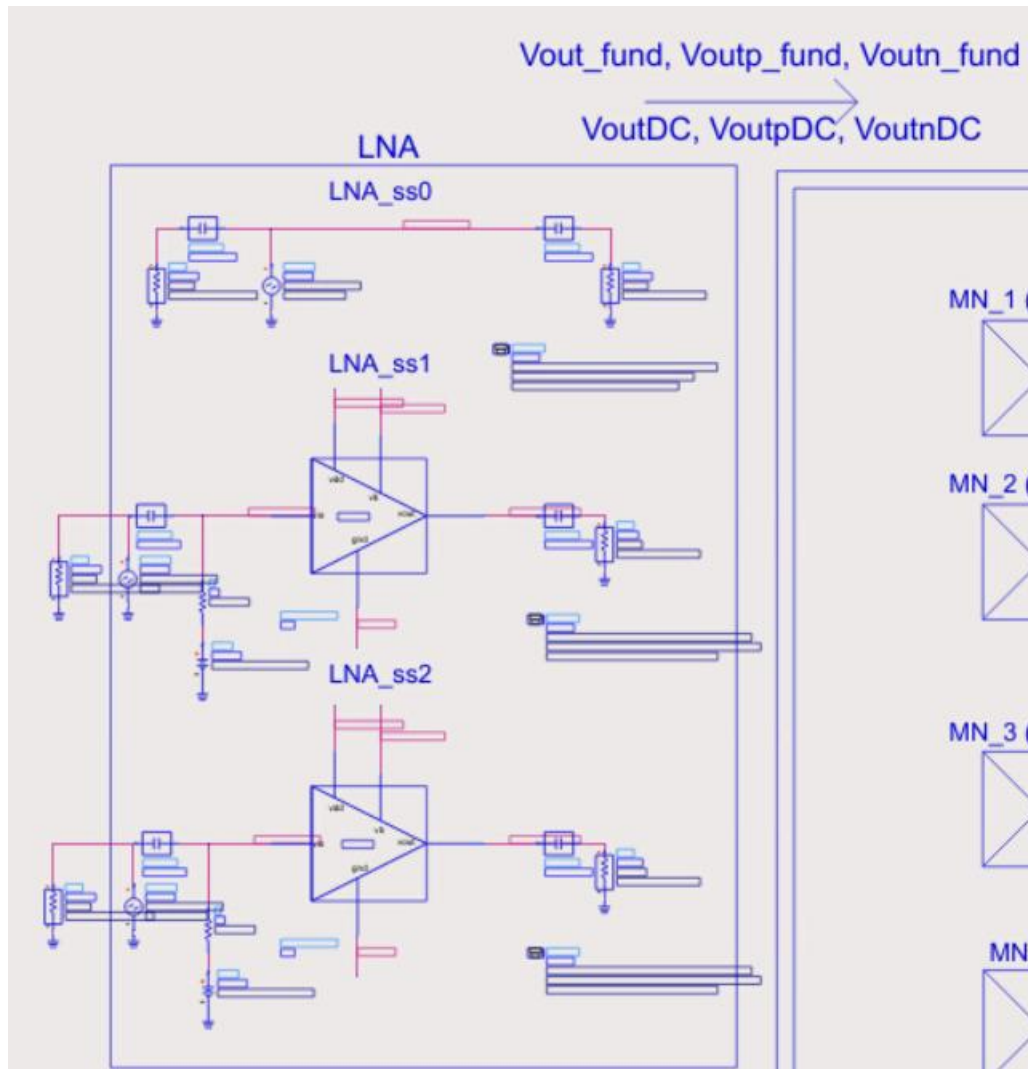 Vout_fund, Voutp_fund, Voutn_fund
VoutDC, VoutpDC, VoutnDC
LNA
LNA_ss0
LNA_ss1
LNA_ss2
MN_1 (
MN_2 (
MN_3 (
MN